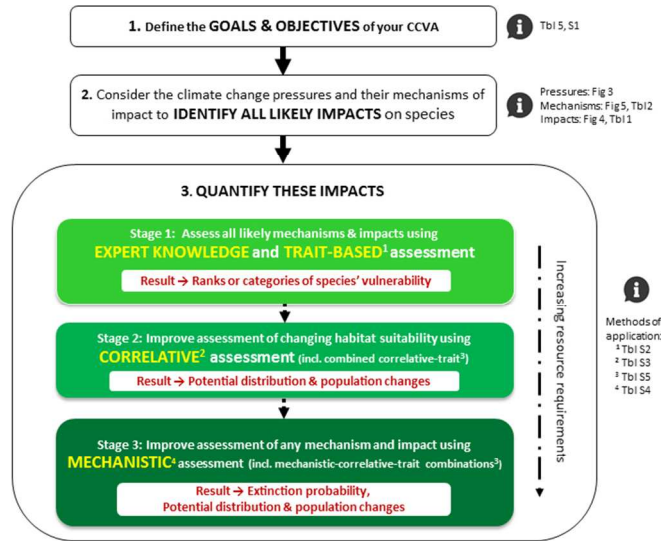 1. Define the GOALS & OBJECTIVES of your CCVA
Tbl 5, S1
2. Consider the climate change pressures and their mechanisms of
impact to IDENTIFY ALL LIKELY IMPACTS on species
Pressures: Fig 3
Mechanisms: Fig 5, Tbl 2
Impacts: Fig 4, Tbl 1
3. QUANTIFY THESE IMPACTS
Stage 1: Assess all likely mechanisms & impacts using
EXPERT KNOWLEDGE and TRAIT-BASED¹ assessment
Result → Ranks or categories of species' vulnerability
Stage 2: Improve assessment of changing habitat suitability using
CORRELATIVE² assessment (incl. combined correlative-trait³)
Result → Potential distribution & population changes
Stage 3: Improve assessment of any mechanism and impact using
MECHANISTIC⁴ assessment (incl. mechanistic-correlative-trait combinations³)
Result → Extinction probability,
Potential distribution & population changes
Increasing resource requirements
Methods of
application:
¹ Tbl S2
² Tbl S3
³ Tbl S5
⁴ Tbl S4